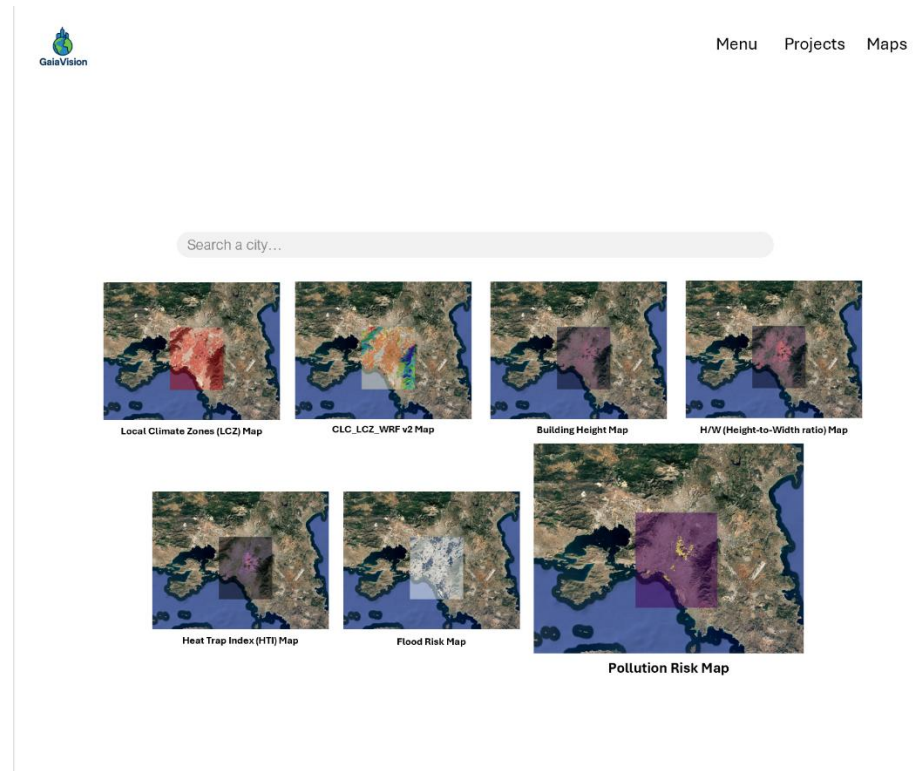 GaiaVision
Menu Projects Maps
Search a city...
Local Climate Zones (LCZ) Map
CLC_LCZ_WRF v2 Map
Building Height Map
H/W (Height-to-Width ratio) Map
Heat Trap Index (HTI) Map
Flood Risk Map
Pollution Risk Map